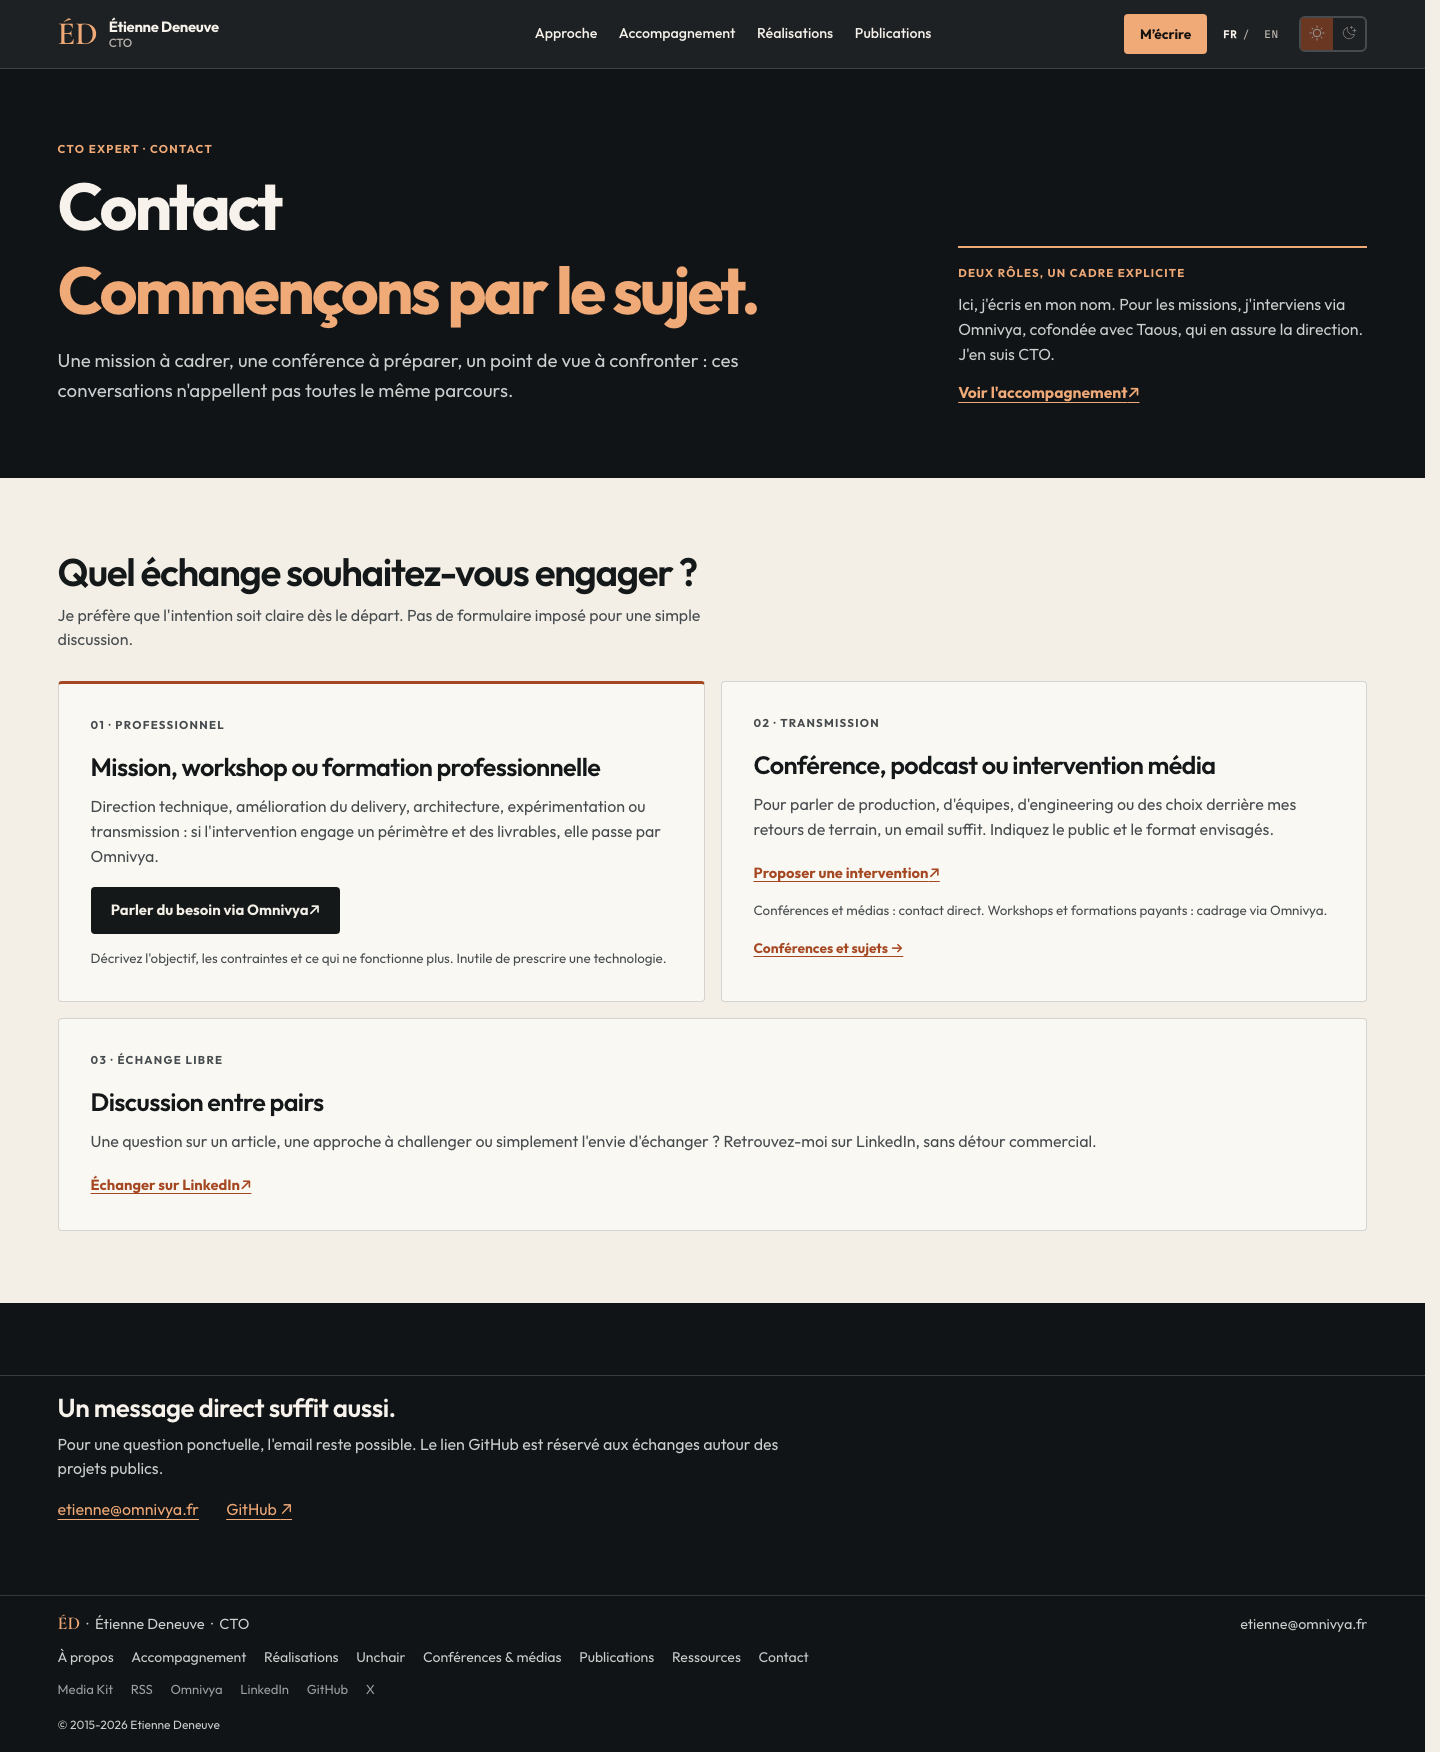 ÉD
Étienne Deneuve
CTO
Approche
Accompagnement
Réalisations
Publications
M'écrire
FR /
EN
CTO EXPERT · CONTACT
Contact
Commençons par le sujet.
Une mission à cadrer, une conférence à préparer, un point de vue à confronter : ces
conversations n'appellent pas toutes le même parcours.
DEUX RÔLES, UN CADRE EXPLICITE
Ici, j'écris en mon nom. Pour les missions, j'interviens via
Omnivya, cofondée avec Taous, qui en assure la direction.
J'en suis CTO.
Voir l'accompagnement↗
Quel échange souhaitez-vous engager ?
Je préfère que l'intention soit claire dès le départ. Pas de formulaire imposé pour une simple
discussion.
01 · PROFESSIONNEL
Mission, workshop ou formation professionnelle
Direction technique, amélioration du delivery, architecture, expérimentation ou
transmission : si l'intervention engage un périmètre et des livrables, elle passe par
Omnivya.
Parler du besoin via Omnivya↗
Décrivez l'objectif, les contraintes et ce qui ne fonctionne plus. Inutile de prescrire une technologie.
02 · TRANSMISSION
Conférence, podcast ou intervention média
Pour parler de production, d'équipes, d'engineering ou des choix derrière mes
retours de terrain, un email suffit. Indiquez le public et le format envisagés.
Proposer une intervention↗
Conférences et médias : contact direct. Workshops et formations payants : cadrage via Omnivya.
Conférences et sujets →
03 · ÉCHANGE LIBRE
Discussion entre pairs
Une question sur un article, une approche à challenger ou simplement l'envie d'échanger ? Retrouvez-moi sur LinkedIn, sans détour commercial.
Échanger sur LinkedIn↗
Un message direct suffit aussi.
Pour une question ponctuelle, l'email reste possible. Le lien GitHub est réservé aux échanges autour des
projets publics.
etienne@omnivya.fr
GitHub ↗
ÉD · Étienne Deneuve · CTO
etienne@omnivya.fr
À propos
Accompagnement
Réalisations
Unchair
Conférences & médias
Publications
Ressources
Contact
Media Kit
RSS
Omnivya
LinkedIn
GitHub
X
© 2015-2026 Etienne Deneuve